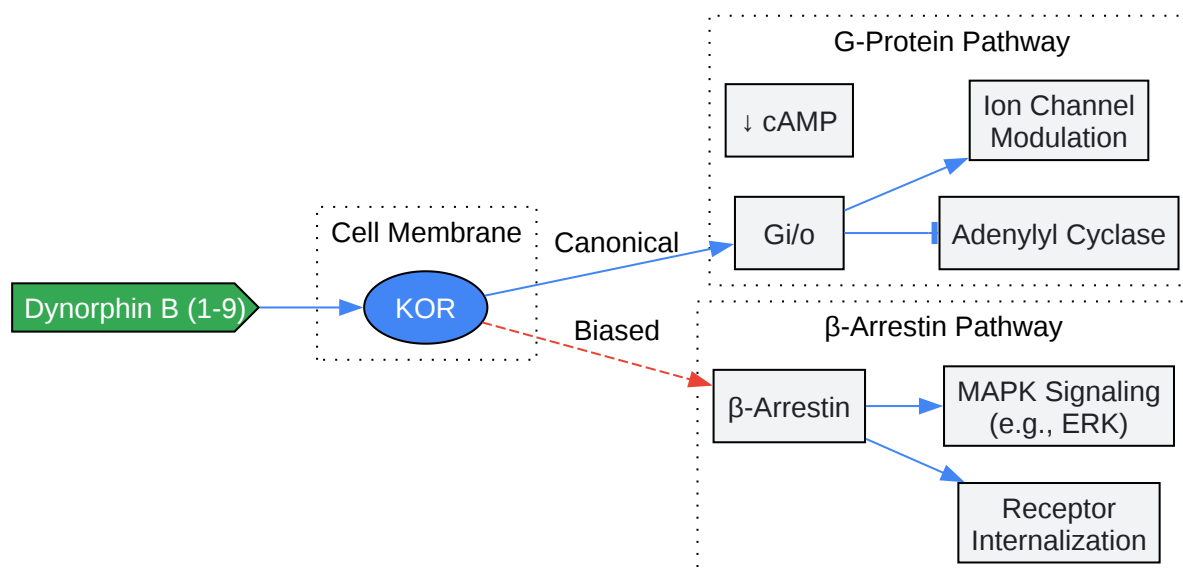 G-Protein Pathway
↓ cAMP
Ion Channel
Modulation
Gi/o
Adenylyl Cyclase
Cell Membrane
Canonical
Dynorphin B (1-9)
KOR
Biased
β-Arrestin Pathway
β-Arrestin
MAPK Signaling
(e.g., ERK)
Receptor
Internalization